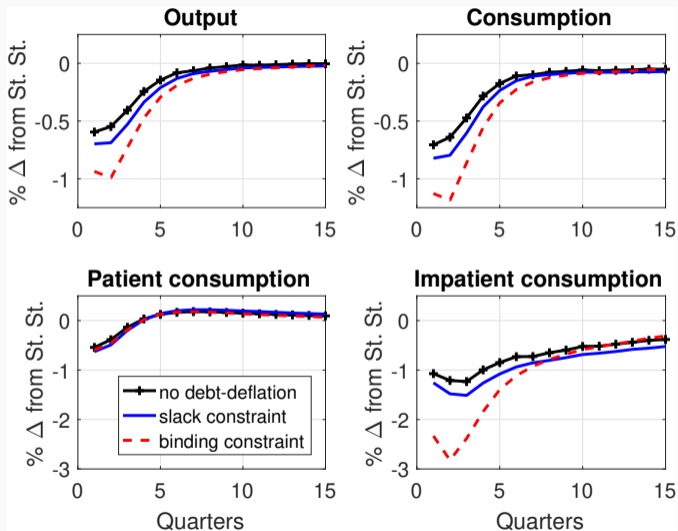 Output
% Δ from St. St.
0
-0.5
-1
0 5 10 15
Consumption
% Δ from St. St.
0
-0.5
-1
0 5 10 15
Patient consumption
% Δ from St. St.
0
-1
-2
-3
no debt-deflation
slack constraint
binding constraint
0 5 10 15
Quarters
Impatient consumption
% Δ from St. St.
0
-1
-2
-3
0 5 10 15
Quarters